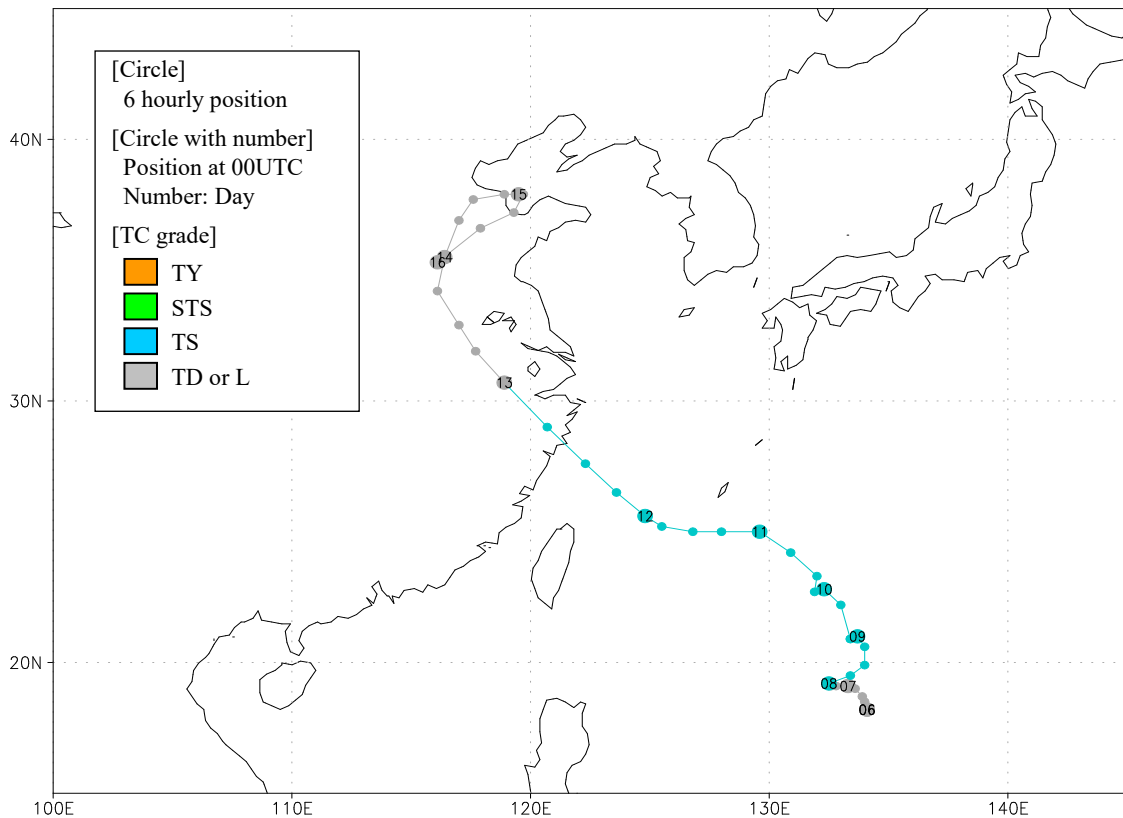 [Circle]
6 hourly position
[Circle with number]
Position at 00UTC
Number: Day
[TC grade]
TY
STS
TS
TD or L
40N
30N
20N
15
14
16
13
12
11
10
09
08
07
06
100E
110E
120E
130E
140E